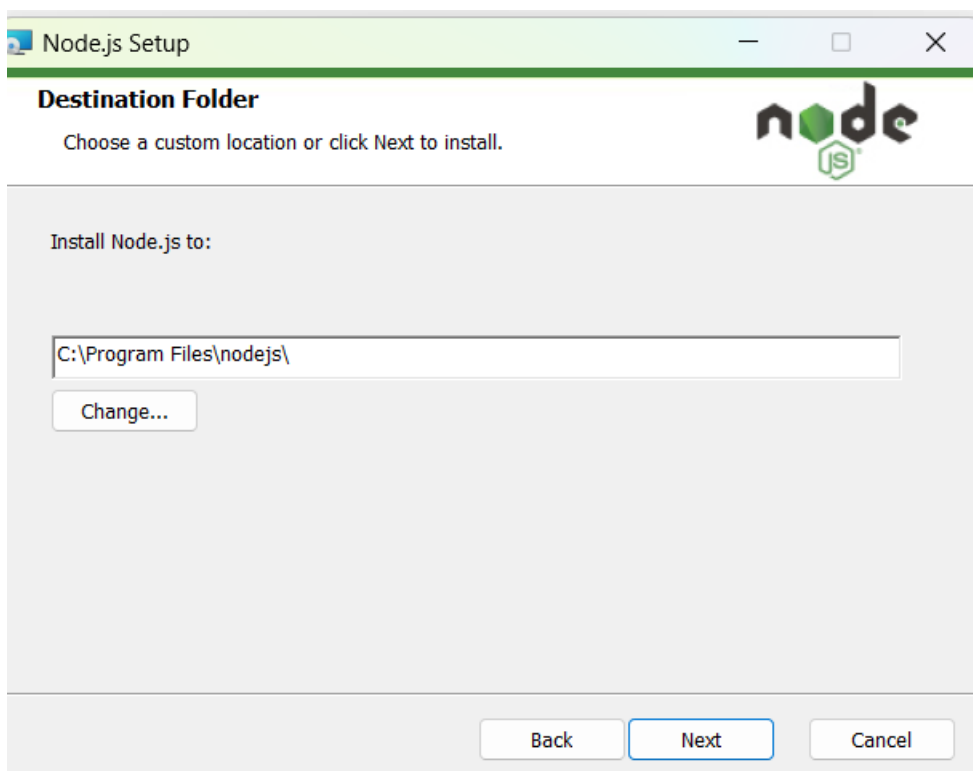 Node.js Setup
Destination Folder
Choose a custom location or click Next to install.
node
JS
Install Node.js to:
C:\Program Files\nodejs\
Change...
Back Next Cancel